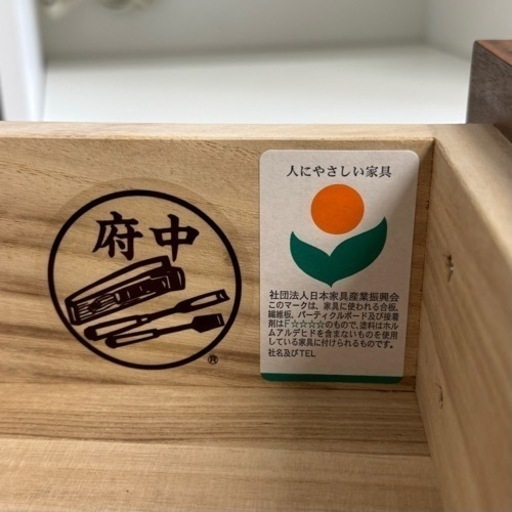 府中
®
人にやさしい家具
社団法人日本家具産業振興会
このマークは、家具に使われる合板、
繊維板、パーティクルボード及び接着
剤はF☆☆☆☆のもので、塗料はホル
ムアルデヒドを含まないものを使用
している家具に付けられるものです。
社名及びTEL